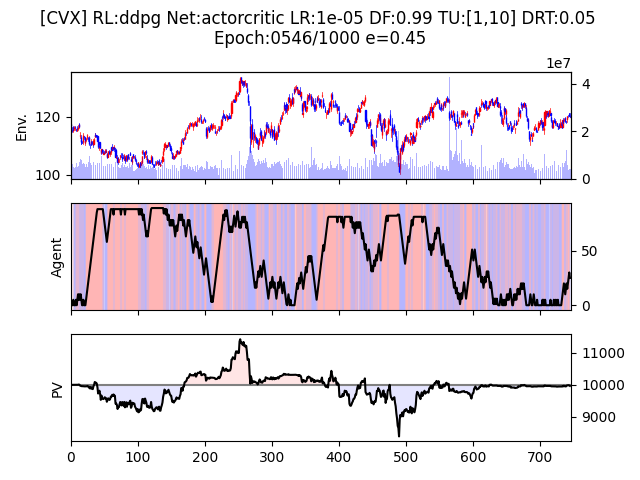 [CVX] RL:ddpg Net:actorcritic LR:1e-05 DF:0.99 TU:[1,10] DRT:0.05
Epoch:0546/1000 e=0.45
1e7
Env.
120
100
4
2
0
Agent
50
0
PV
11000
10000
9000
0 100 200 300 400 500 600 700